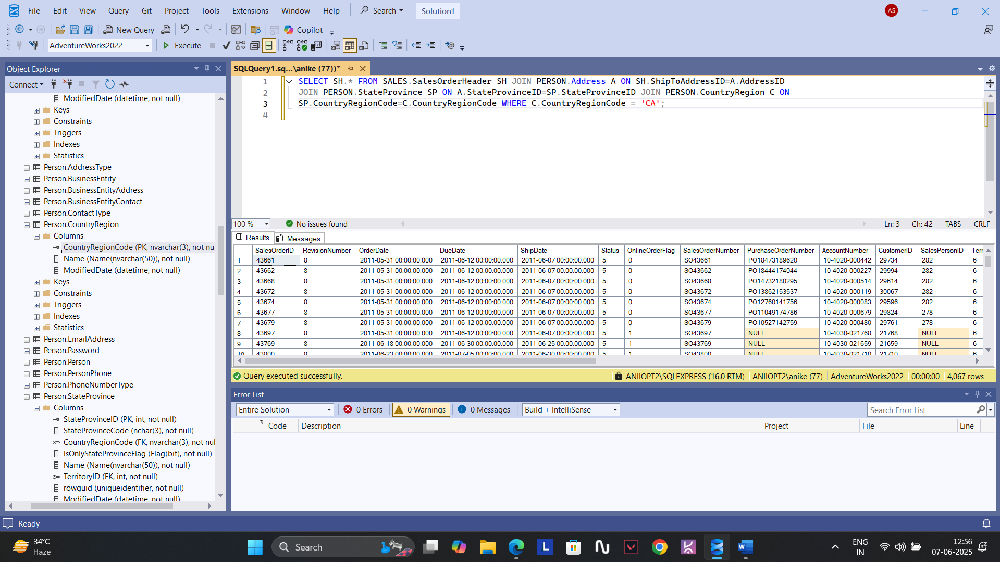 File Edit View Query Git Project Tools Extensions Window Help Search Solution1 AS
New Query Copilot
AdventureWorks2022 Execute
Object Explorer
Connect
ModifiedDate (datetime, not null)
Keys
Constraints
Triggers
Indexes
Statistics
Person.AddressType
Person.BusinessEntity
Person.BusinessEntityAddress
Person.BusinessEntityContact
Person.ContactType
Person.CountryRegion
Columns
CountryRegionCode (PK, nvarchar(3), not nul
Name (Name(nvarchar(50)), not null)
ModifiedDate (datetime, not null)
Keys
Constraints
Triggers
Indexes
Statistics
Person.EmailAddress
Person.Password
Person.Person
Person.PersonPhone
Person.PhoneNumberType
Person.StateProvince
Columns
StateProvinceID (PK, int, not null)
StateProvinceCode (nchar(3), not null)
CountryRegionCode (FK, nvarchar(3), not nul
IsOnlyStateProvinceFlag (Flag(bit), not null)
Name (Name(nvarchar(50)), not null)
TerritoryID (FK, int, not null)
rowguid (uniqueidentifier, not null)
ModifiedDate (datetime, not null)
SQLQuery1.sq...\anike (77))*
1 SELECT SH.* FROM SALES.SalesOrderHeader SH JOIN PERSON.Address A ON SH.ShipToAddressID=A.AddressID
2 JOIN PERSON.StateProvince SP ON A.StateProvinceID=SP.StateProvinceID JOIN PERSON.CountryRegion C ON
3 SP.CountryRegionCode=C.CountryRegionCode WHERE C.CountryRegionCode = 'CA';
4
100 % No issues found Ln: 3 Ch: 42 TABS CRLF
Results Messages
SalesOrderID RevisionNumber OrderDate DueDate ShipDate Status OnlineOrderFlag SalesOrderNumber PurchaseOrderNumber AccountNumber CustomerID SalesPersonID Terr
1 43661 8 2011-05-31 00:00:00.000 2011-06-12 00:00:00.000 2011-06-07 00:00:00.000 5 0 SO43661 PO18473189620 10-4020-000442 29734 282 6
2 43662 8 2011-05-31 00:00:00.000 2011-06-12 00:00:00.000 2011-06-07 00:00:00.000 5 0 SO43662 PO18444174044 10-4020-000227 29994 282 6
3 43668 8 2011-05-31 00:00:00.000 2011-06-12 00:00:00.000 2011-06-07 00:00:00.000 5 0 SO43668 PO14732180295 10-4020-000514 29614 282 6
4 43672 8 2011-05-31 00:00:00.000 2011-06-12 00:00:00.000 2011-06-07 00:00:00.000 5 0 SO43672 PO13862153537 10-4020-000119 30067 282 6
5 43674 8 2011-05-31 00:00:00.000 2011-06-12 00:00:00.000 2011-06-07 00:00:00.000 5 0 SO43674 PO12760141756 10-4020-000083 29596 282 6
6 43677 8 2011-05-31 00:00:00.000 2011-06-12 00:00:00.000 2011-06-07 00:00:00.000 5 0 SO43677 PO11049174786 10-4020-000679 29824 278 6
7 43679 8 2011-05-31 00:00:00.000 2011-06-12 00:00:00.000 2011-06-07 00:00:00.000 5 0 SO43679 PO10527142759 10-4020-000480 29761 278 6
8 43697 8 2011-05-31 00:00:00.000 2011-06-12 00:00:00.000 2011-06-07 00:00:00.000 5 1 SO43697 NULL 10-4030-021768 21768 NULL 6
9 43769 8 2011-06-18 00:00:00.000 2011-06-30 00:00:00.000 2011-06-25 00:00:00.000 5 1 SO43769 NULL 10-4030-021659 21659 NULL 6
10 43800 8 2011-06-23 00:00:00.000 2011-07-05 00:00:00.000 2011-06-30 00:00:00.000 5 1 SO43800 NULL 10-4030-021710 21710 NULL 6
Query executed successfully. ANIIOPT2\SQLEXPRESS (16.0 RTM) ANIIOPT2\anike (77) AdventureWorks2022 00:00:00 4,067 rows
Error List
Entire Solution 0 Errors 0 Warnings 0 Messages Build + IntelliSense Search Error List
Code Description Project File Line
Ready
34°C
Haze
Search
ENG
IN
12:56
07-06-2025